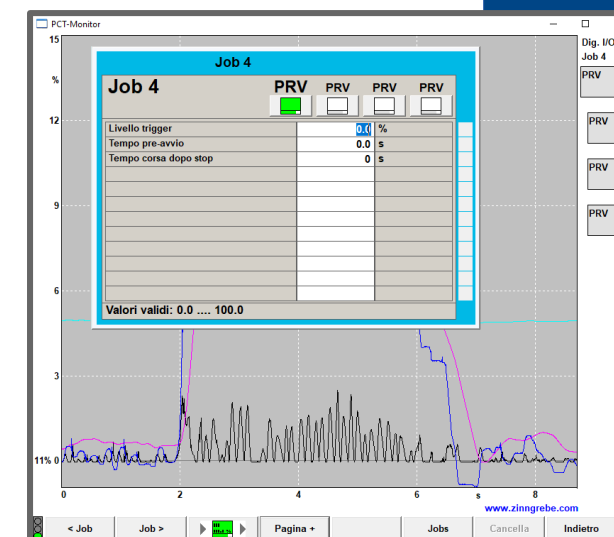 PCT-Monitor
15
%
12
9
6
3
11% 0
0 2 4 6 s 8
Job 4
Job 4 PRV PRV PRV PRV
Livello trigger 0.0 %
Tempo pre-avvio 0.0 s
Tempo corsa dopo stop 0 s
Valori validi: 0.0 .... 100.0
Dig. I/O
Job 4
PRV
PRV
PRV
PRV
www.zinngrebe.com
< Job Job > Pagina + Jobs Cancella Indietro